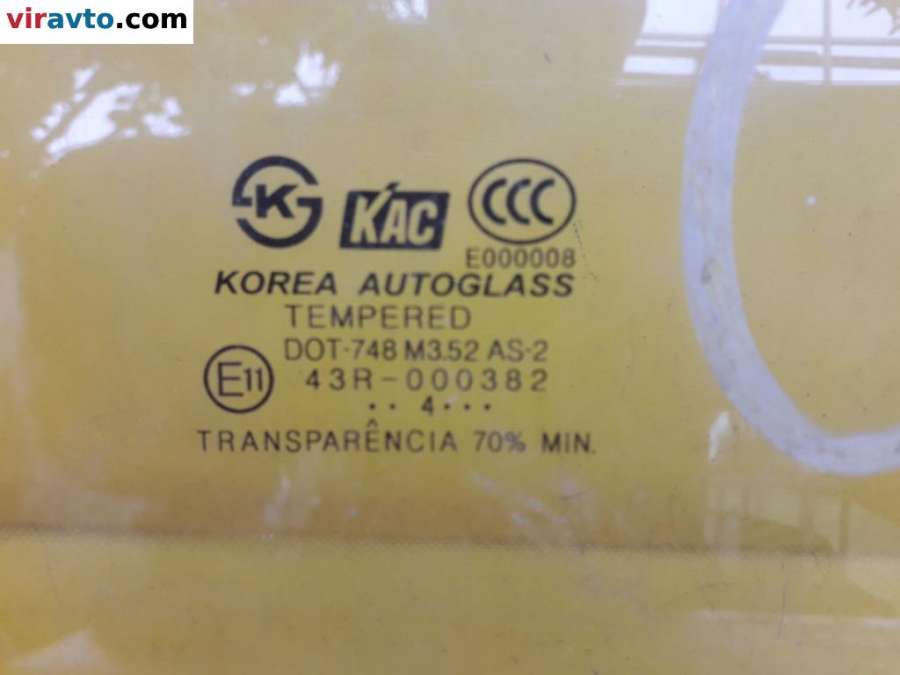 viravto.com
K
KAC
CCC
E000008
KOREA AUTOGLASS
TEMPERED
DOT-748 M3.52 AS-2
E11
43R-000382
·· 4 ···
TRANSPARÊNCIA 70% MIN.